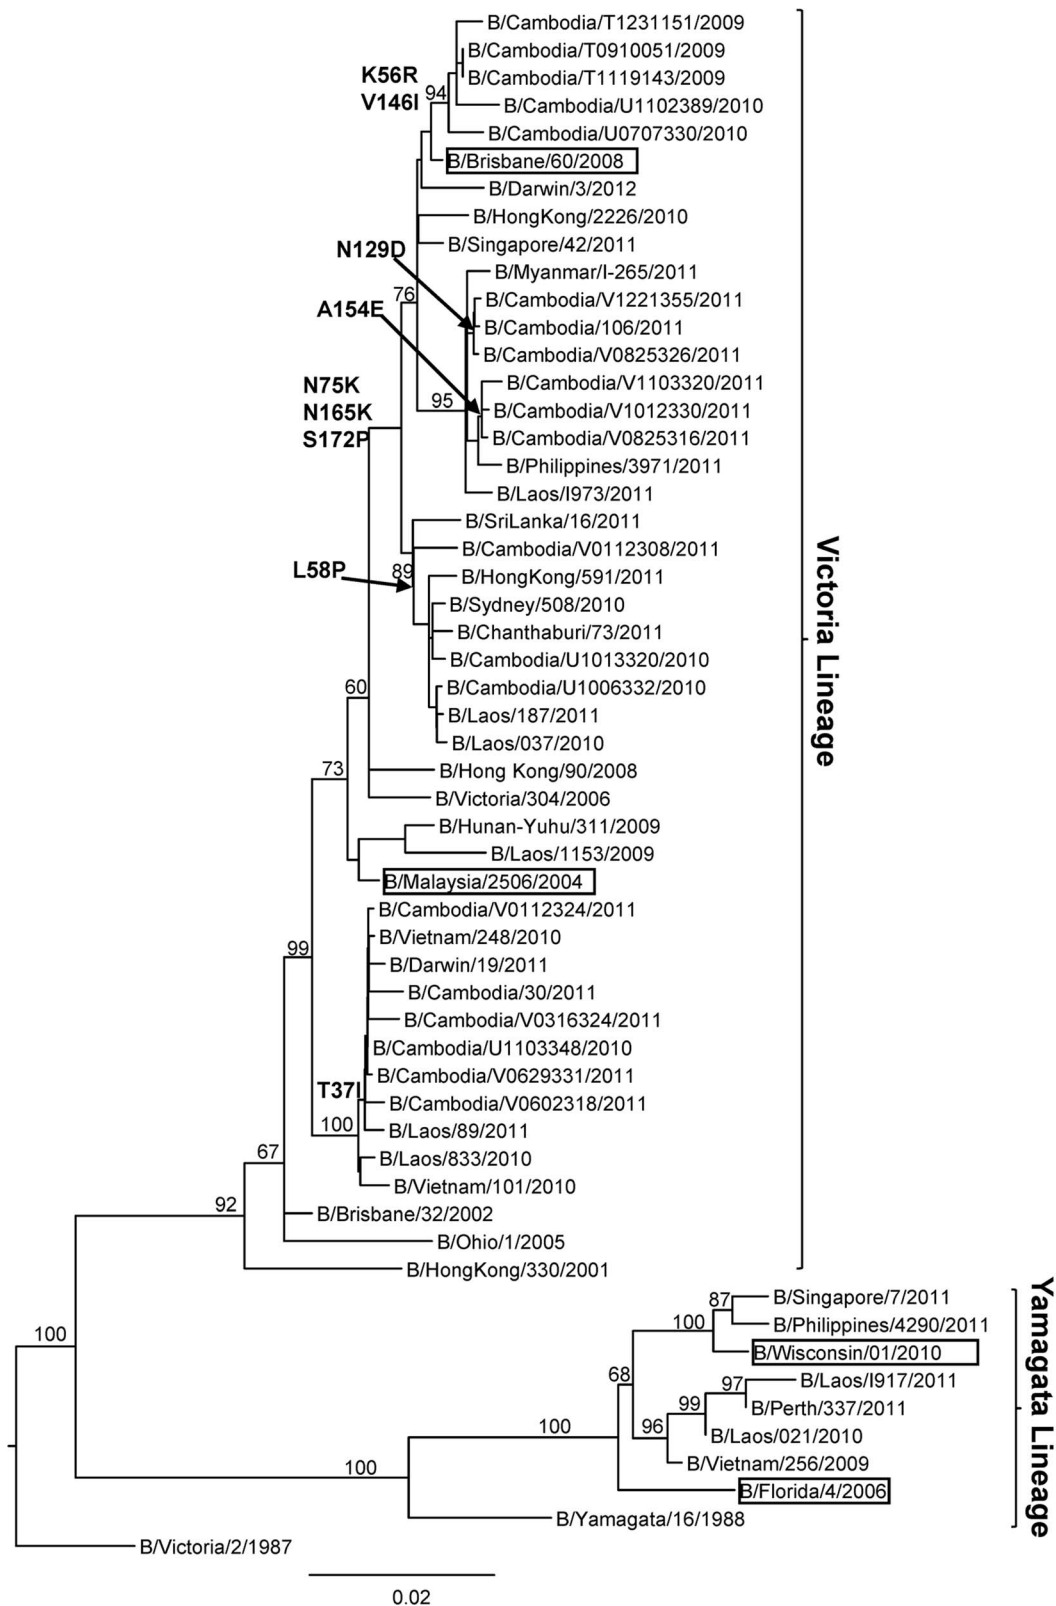 B/Cambodia/T1231151/2009
B/Cambodia/T0910051/2009
K56R
B/Cambodia/T1119143/2009
V146I
94
B/Cambodia/U1102389/2010
B/Cambodia/U0707330/2010
B/Brisbane/60/2008
B/Darwin/3/2012
B/HongKong/2226/2010
B/Singapore/42/2011
N129D
B/Myanmar/I-265/2011
76
B/Cambodia/V1221355/2011
A154E
B/Cambodia/106/2011
B/Cambodia/V0825326/2011
N75K
B/Cambodia/V1103320/2011
N165K
95
B/Cambodia/V1012330/2011
S172P
B/Cambodia/V0825316/2011
B/Philippines/3971/2011
B/Laos/I973/2011
B/SriLanka/16/2011
B/Cambodia/V0112308/2011
L58P
89
B/HongKong/591/2011
B/Sydney/508/2010
B/Chanthaburi/73/2011
B/Cambodia/U1013320/2010
60
B/Cambodia/U1006332/2010
B/Laos/187/2011
B/Laos/037/2010
73
B/Hong Kong/90/2008
B/Victoria/304/2006
B/Hunan-Yuhu/311/2009
B/Laos/1153/2009
B/Malaysia/2506/2004
B/Cambodia/V0112324/2011
B/Vietnam/248/2010
99
B/Darwin/19/2011
B/Cambodia/30/2011
B/Cambodia/V0316324/2011
B/Cambodia/U1103348/2010
B/Cambodia/V0629331/2011
T37I
B/Cambodia/V0602318/2011
100
B/Laos/89/2011
67
B/Laos/833/2010
B/Vietnam/101/2010
92
B/Brisbane/32/2002
B/Ohio/1/2005
B/HongKong/330/2001
Victoria Lineage
87
B/Singapore/7/2011
100
B/Philippines/4290/2011
100
B/Wisconsin/01/2010
68
97
B/Laos/I917/2011
99
B/Perth/337/2011
100
96
B/Laos/021/2010
100
B/Vietnam/256/2009
B/Florida/4/2006
B/Yamagata/16/1988
Yamagata Lineage
B/Victoria/2/1987
0.02